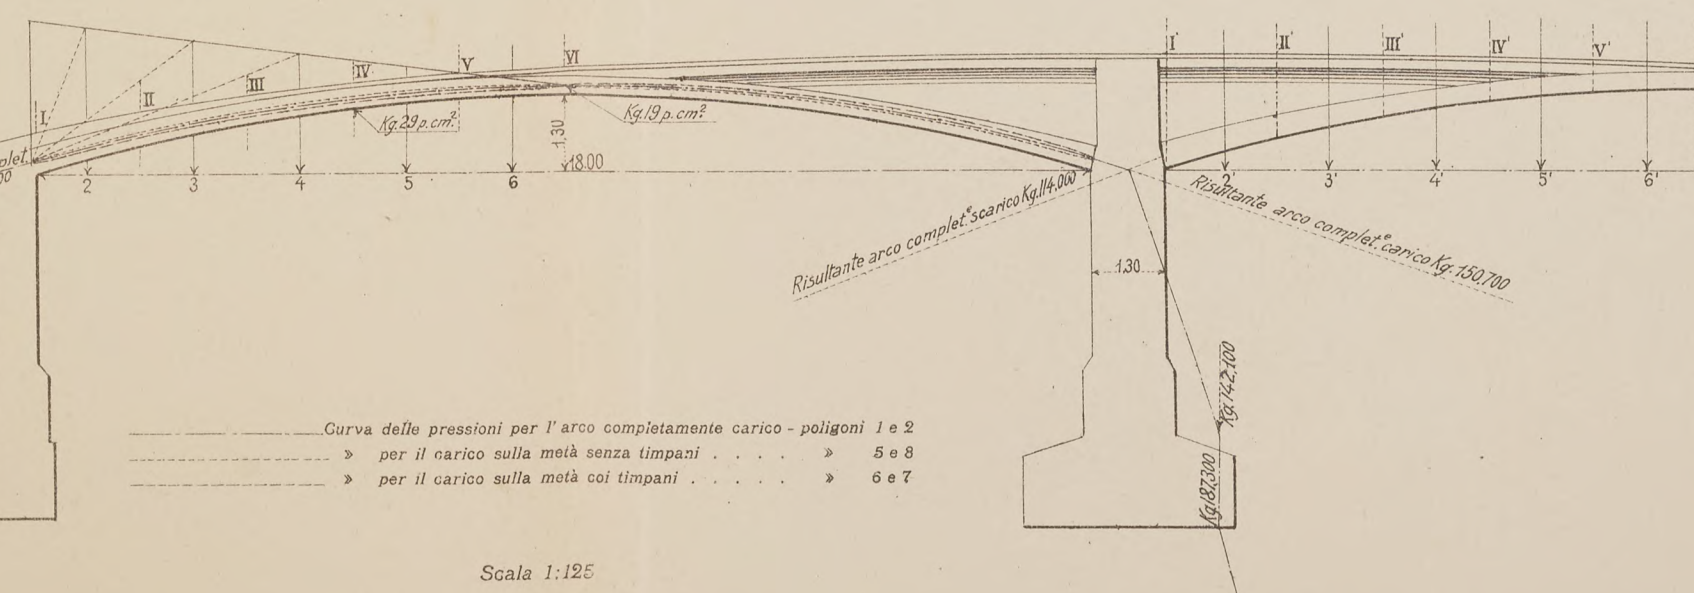 I
II
III
IV
V
VI
I'
II'
III'
IV'
V'
Kg.29 p.cm²
Kg.19 p.cm²
1,30
18.00
plet.
00
2
3
4
5
6
2'
3'
4'
5'
6'
Risultante arco complet.e scarico Kg.114.000
Risultante arco complet.e carico Kg.150,700
1,30
Kg.142,100
Kg.187,300
Curva delle pressioni per l'arco completamente carico - poligoni 1 e 2
» per il carico sulla metà senza timpani . . . . » 5 e 8
» per il carico sulla metà coi timpani . . . . . » 6 e 7
Scala 1:125